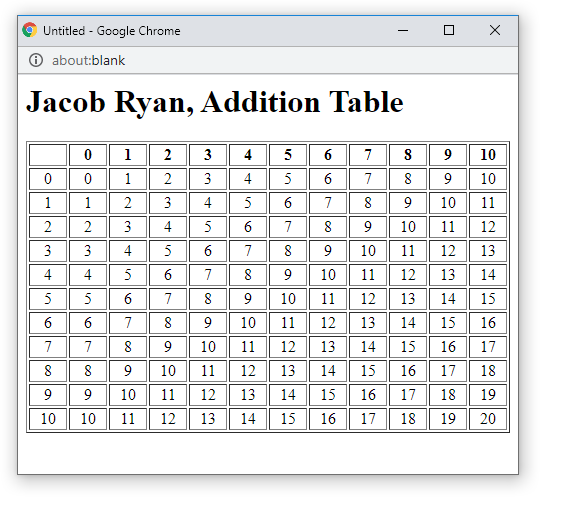 Untitled - Google Chrome
about:blank
Jacob Ryan, Addition Table
0 1 2 3 4 5 6 7 8 9 10
0 0 1 2 3 4 5 6 7 8 9 10
1 1 2 3 4 5 6 7 8 9 10 11
2 2 3 4 5 6 7 8 9 10 11 12
3 3 4 5 6 7 8 9 10 11 12 13
4 4 5 6 7 8 9 10 11 12 13 14
5 5 6 7 8 9 10 11 12 13 14 15
6 6 7 8 9 10 11 12 13 14 15 16
7 7 8 9 10 11 12 13 14 15 16 17
8 8 9 10 11 12 13 14 15 16 17 18
9 9 10 11 12 13 14 15 16 17 18 19
10 10 11 12 13 14 15 16 17 18 19 20